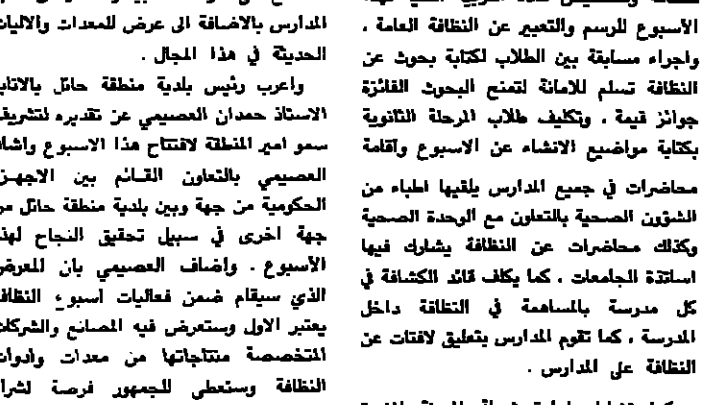 الاسبوع للرسم والتعبير عن النظافة العامة ،
واجراء مسابقة بين الطلاب لكتابة بحوث عن
النظافة تسلم للامانة لتمنح البحوث الفائزة
جوائز قيمة ، وتكليف طلاب المرحلة الثانوية
بكتابة مواضيع الانشاء عن الاسبوع واقامة
محاضرات في جميع المدارس يلقيها اطباء من
الشؤون الصحية بالتعاون مع الوحدة الصحية
وكذلك محاضرات عن النظافة يشارك فيها
اساتذة الجامعات ، كما يكلف قائد الكشافة في
كل مدرسة بالمساهمة في النظافة داخل
المدرسة ، كما تقوم المدارس بتعليق لافتات عن
النظافة على المدارس .
المدارس بالاضافة الى عرض للمعدات والاليات
الحديثة في هذا المجال .
واعرب رئيس بلدية منطقة حائل بالانابة
الاستاذ حمدان العصيمي عن تقديره لتشريف
سمو امير المنطقة لافتتاح هذا الاسبوع واشاد
العصيمي بالتعاون القائم بين الاجهزة
الحكومية من جهة وبين بلدية منطقة حائل من
جهة اخرى في سبيل تحقيق النجاح لهذا
الأسبوع . واضاف العصيمي بان المعرض
الذي سيقام ضمن فعاليات اسبوع النظافة
يعتبر الاول وستعرض فيه المصانع والشركات
المتخصصة منتاجاتها من معدات وادوات
النظافة وستعطى للجمهور فرصة لشراء